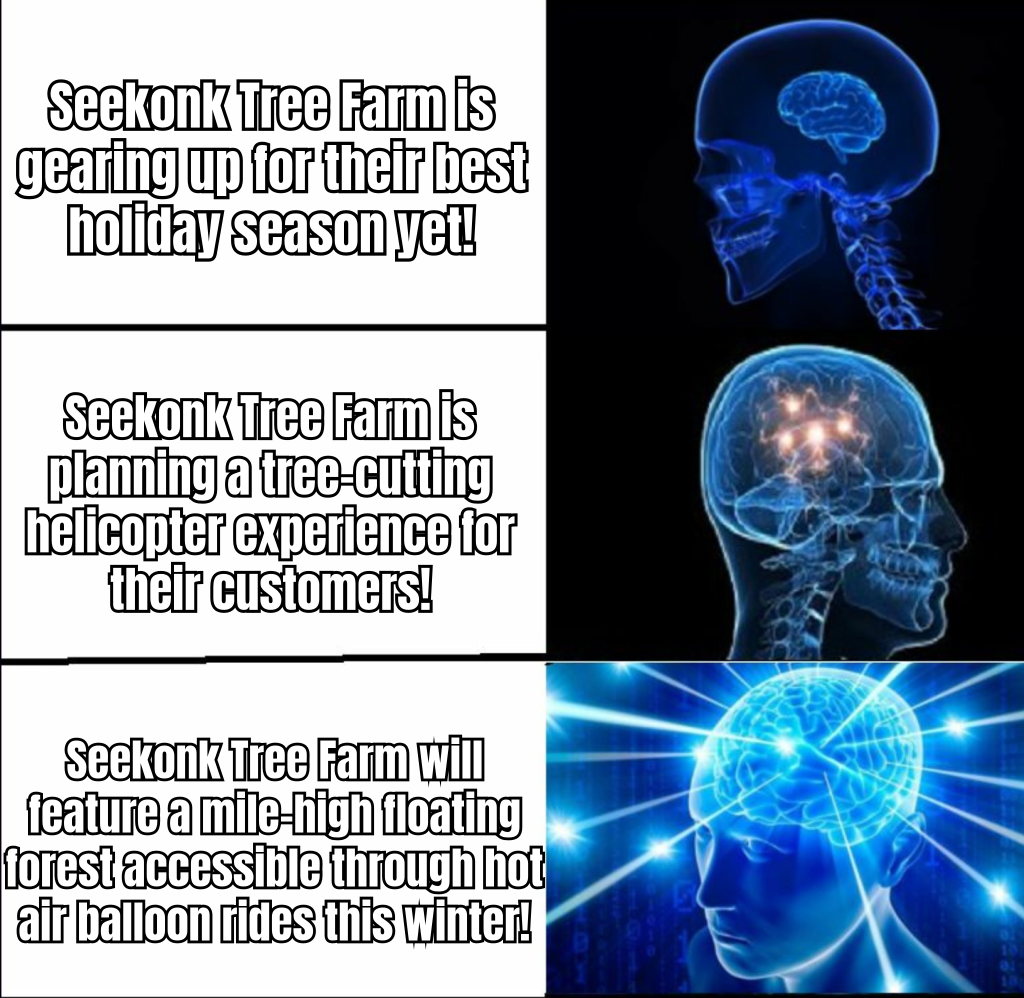 Seekonk Tree Farm is
gearing up for their best
holiday season yet!
Seekonk Tree Farm is
planning a tree-cutting
helicopter experience for
their customers!
Seekonk Tree Farm will
feature a mile-high floating
forest accessible through hot
air balloon rides this winter!